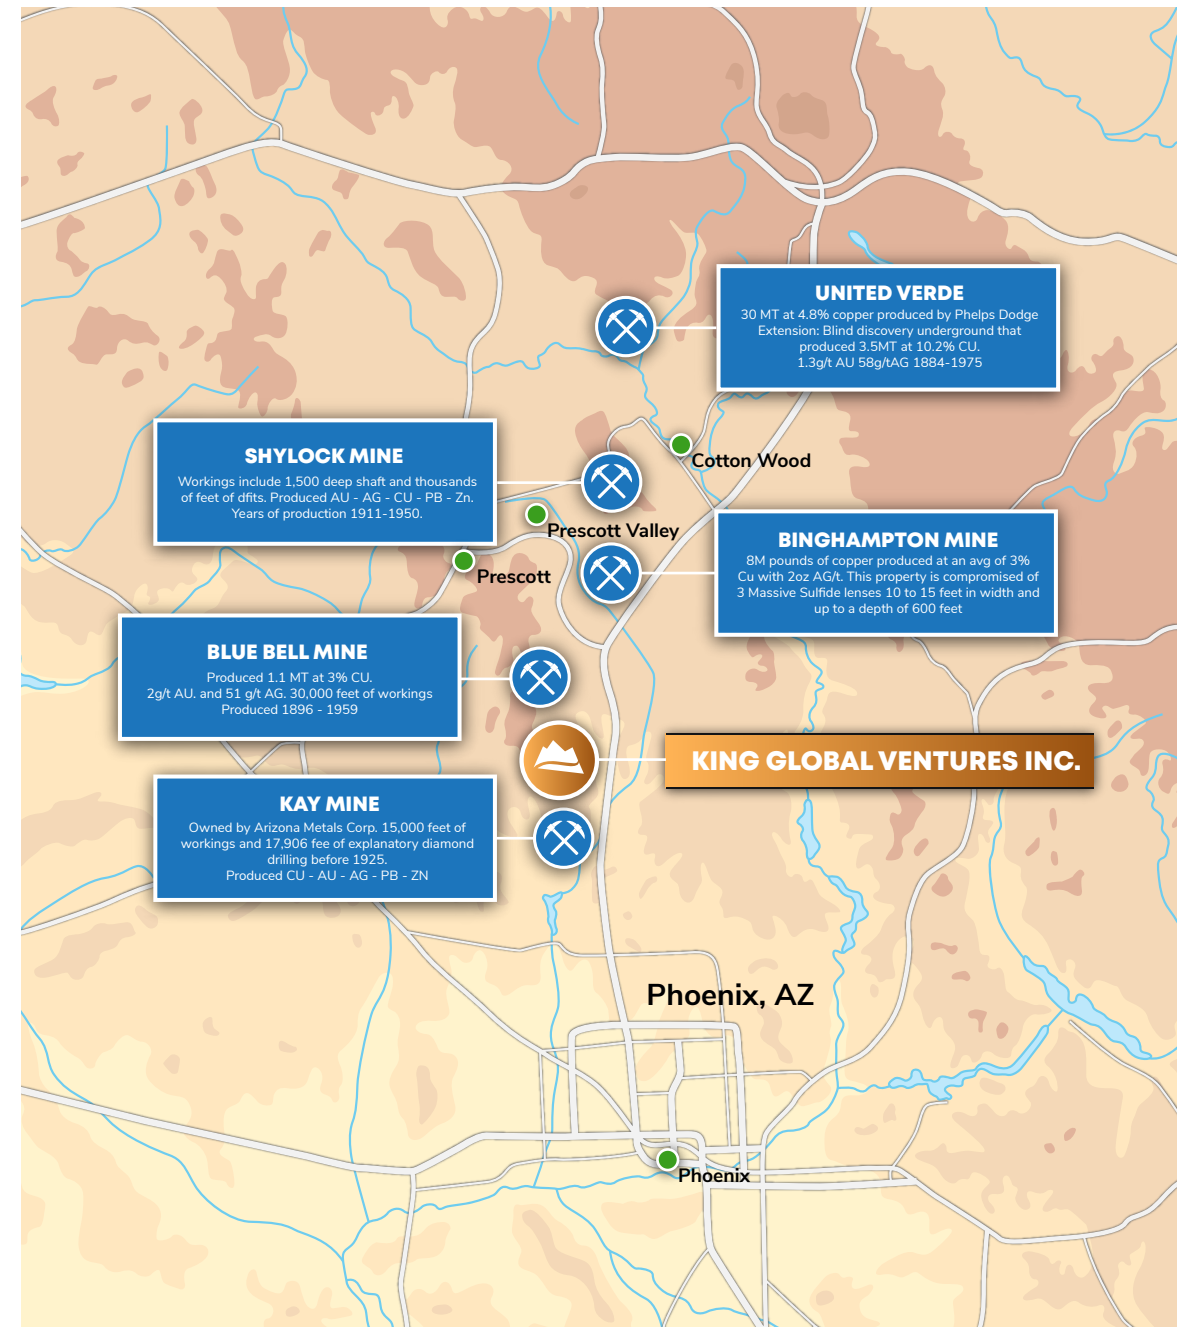 UNITED VERDE
30 MT at 4.8% copper produced by Phelps Dodge
Extension: Blind discovery underground that
produced 3.5MT at 10.2% CU.
1.3g/t AU 58g/tAG 1884-1975
SHYLOCK MINE
Workings include 1,500 deep shaft and thousands
of feet of dfits. Produced AU - AG - CU - PB - Zn.
Years of production 1911-1950.
Cotton Wood
Prescott Valley
Prescott
BINGHAMPTON MINE
8M pounds of copper produced at an avg of 3%
Cu with 2oz AG/t. This property is compromised of
3 Massive Sulfide lenses 10 to 15 feet in width and
up to a depth of 600 feet
BLUE BELL MINE
Produced 1.1 MT at 3% CU.
2g/t AU. and 51 g/t AG. 30,000 feet of workings
Produced 1896 - 1959
KING GLOBAL VENTURES INC.
KAY MINE
Owned by Arizona Metals Corp. 15,000 feet of
workings and 17,906 fee of explanatory diamond
drilling before 1925.
Produced CU - AU - AG - PB - ZN
Phoenix, AZ
Phoenix